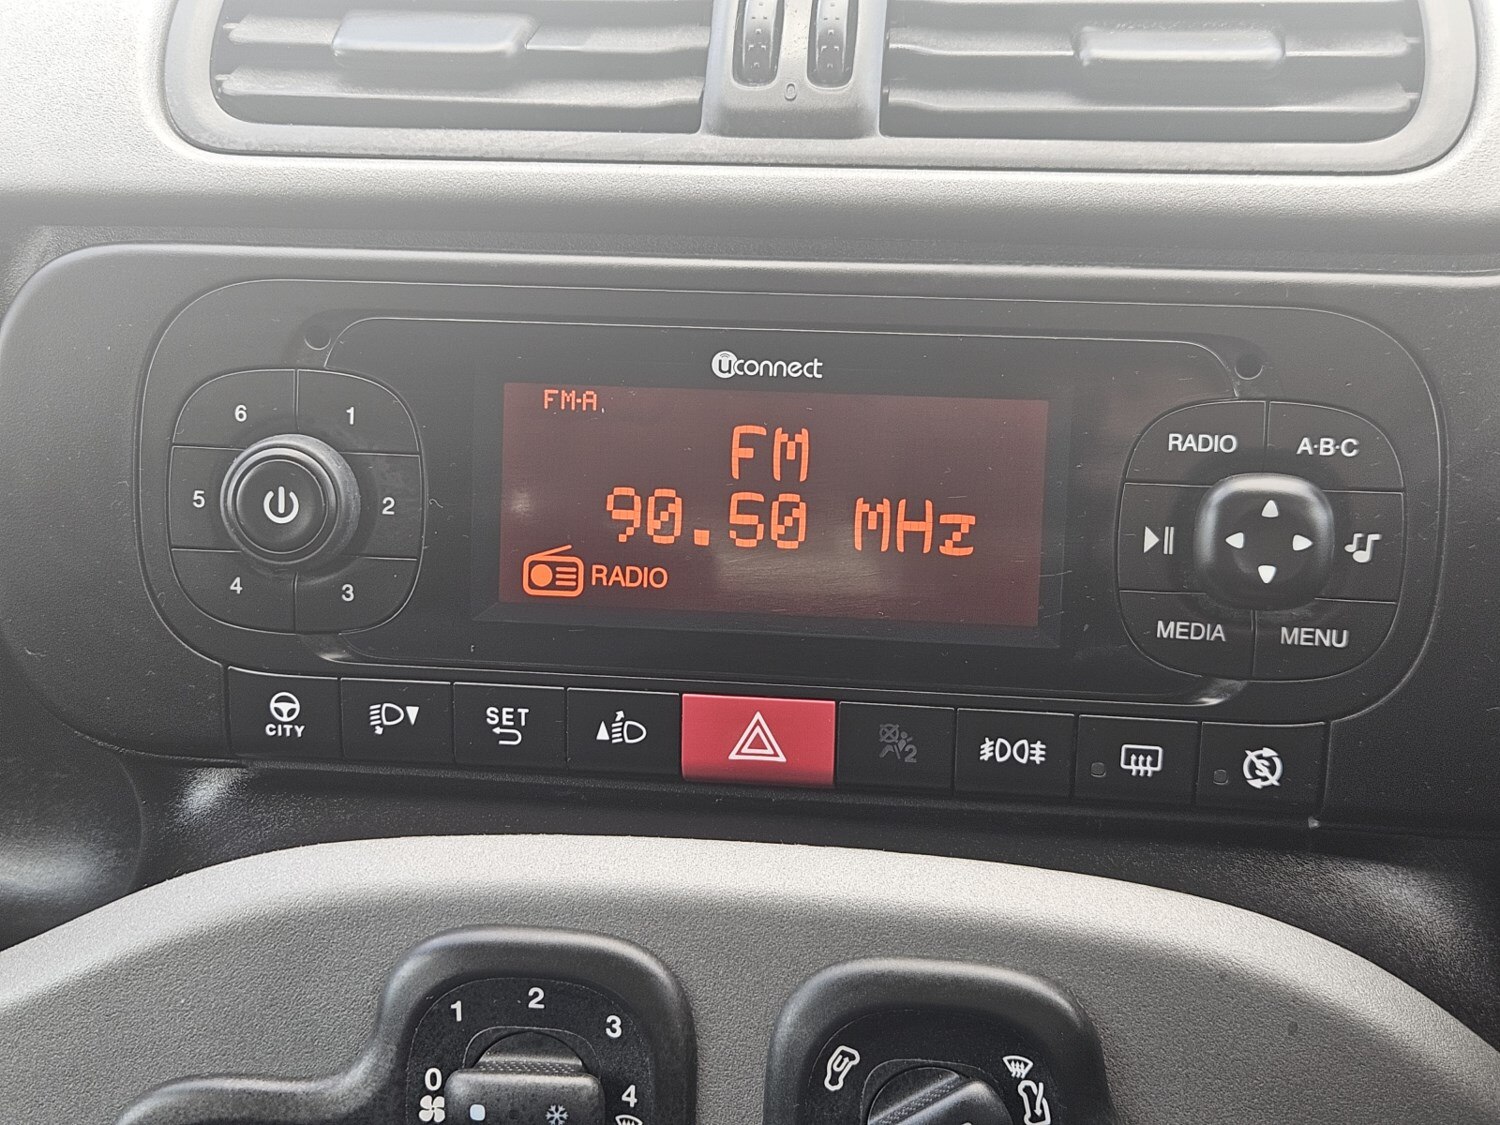 uconnect
FM-A
FM
90.50 MHz
RADIO
6 1
5 2
4 3
RADIO A·B·C
MEDIA MENU
CITY
SET
2
1 2 3
0 4